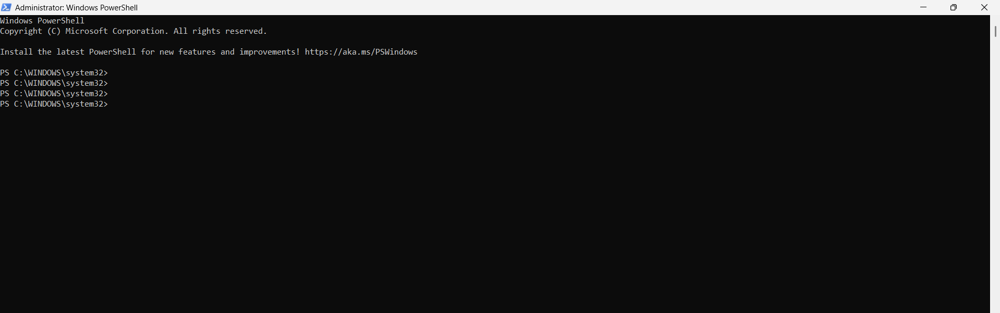 Administrator: Windows PowerShell
Windows PowerShell
Copyright (C) Microsoft Corporation. All rights reserved.
Install the latest PowerShell for new features and improvements! https://aka.ms/PSWindows
PS C:\WINDOWS\system32>
PS C:\WINDOWS\system32>
PS C:\WINDOWS\system32>
PS C:\WINDOWS\system32>